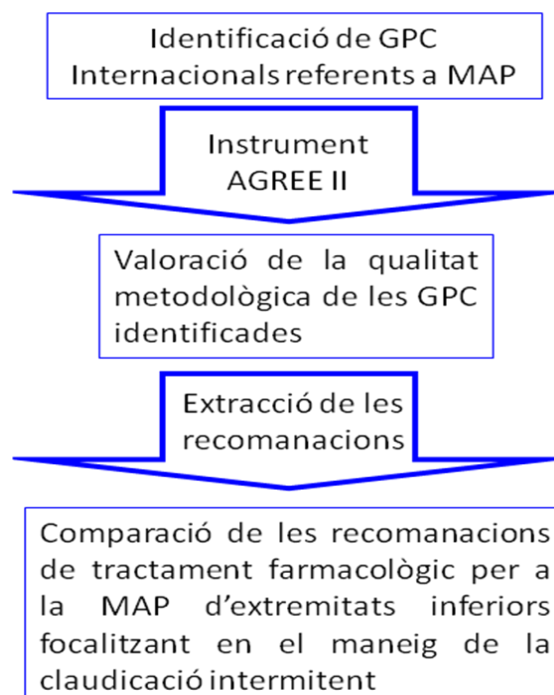 Identificació de GPC
Internacionals referents a MAP
Instrument
AGREE II
Valoració de la qualitat
metodològica de les GPC
identificades
Extracció de les
recomanacions
Comparació de les recomanacions
de tractament farmacològic per a
la MAP d’extremitats inferiors
focalitzant en el maneig de la
claudicació intermitent